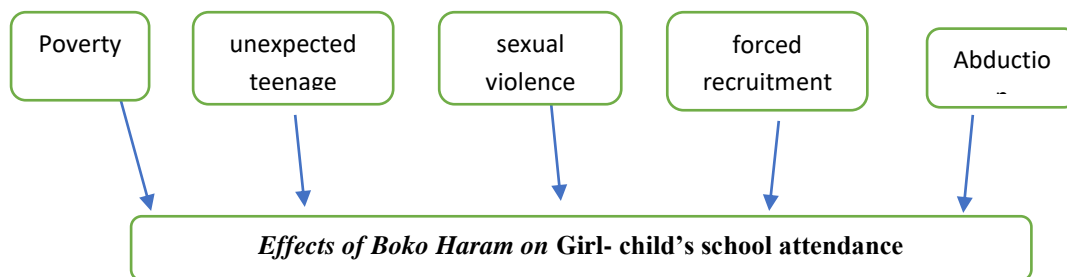 Poverty
unexpected
teenage
sexual
violence
forced
recruitment
Abductio
n
Effects of Boko Haram on Girl- child's school attendance